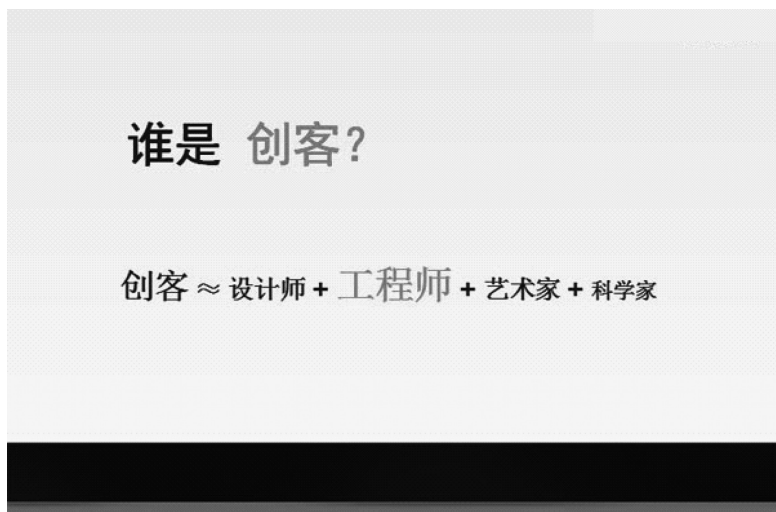 谁是 创客?
创客 ≈ 设计师 + 工程师 + 艺术家 + 科学家